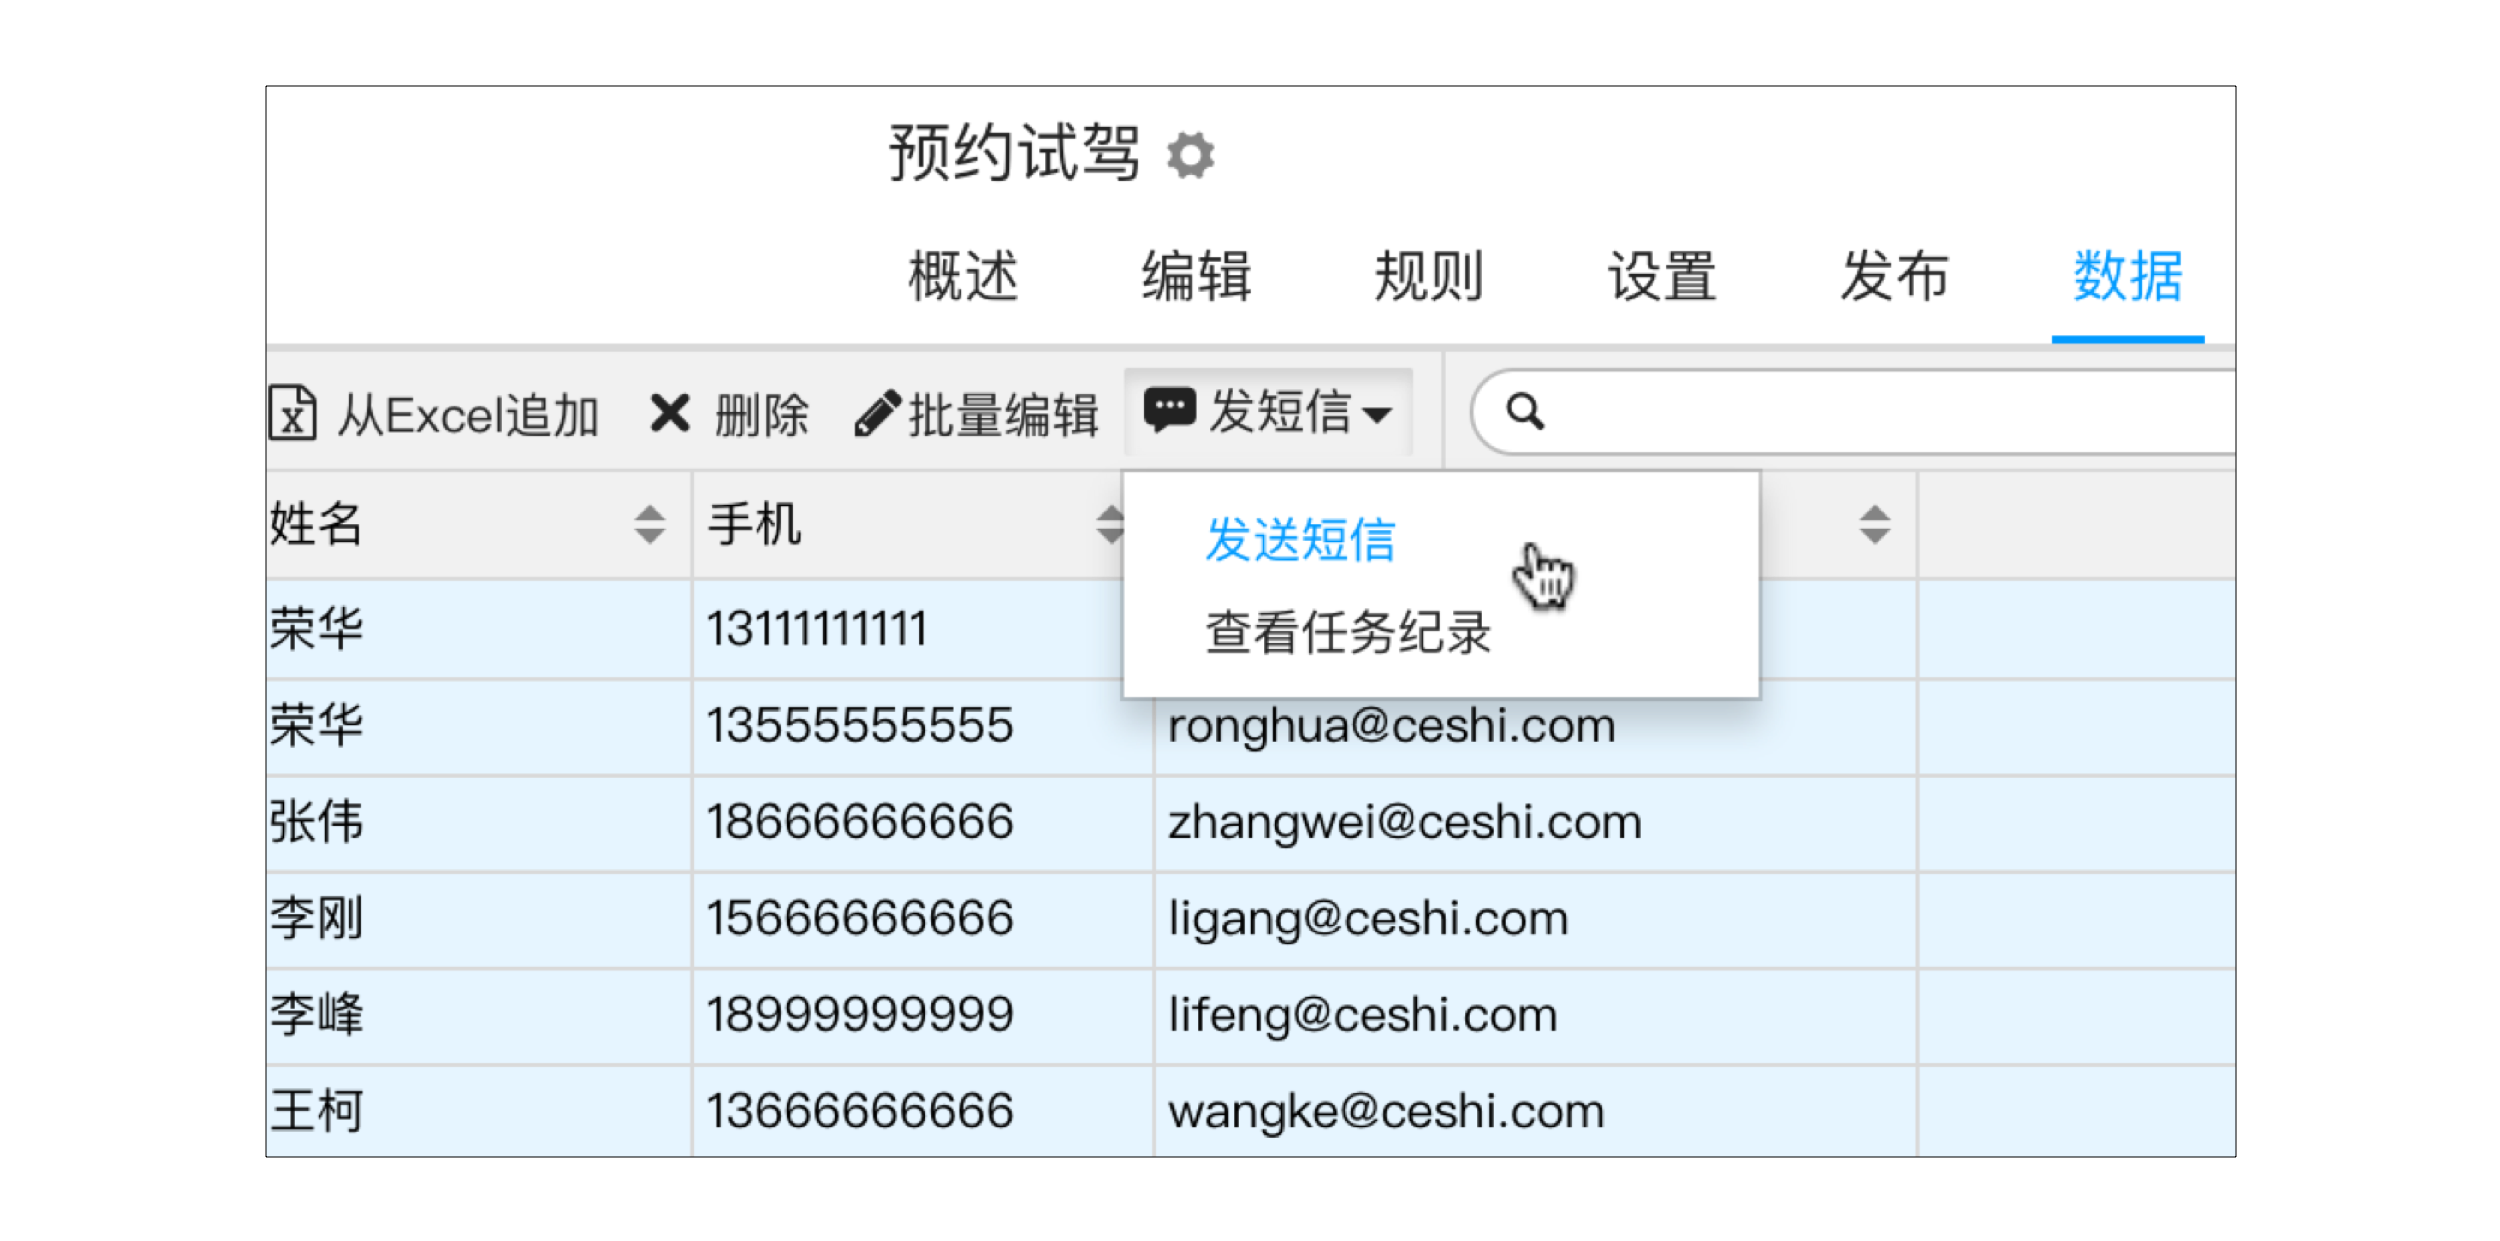 预约试驾
概述 编辑 规则 设置 发布 数据
从Excel追加 删除 批量编辑 发短信
姓名 手机
发送短信
查看任务纪录
荣华 13111111111
荣华 13555555555 ronghua@ceshi.com
张伟 18666666666 zhangwei@ceshi.com
李刚 15666666666 ligang@ceshi.com
李峰 18999999999 lifeng@ceshi.com
王柯 13666666666 wangke@ceshi.com